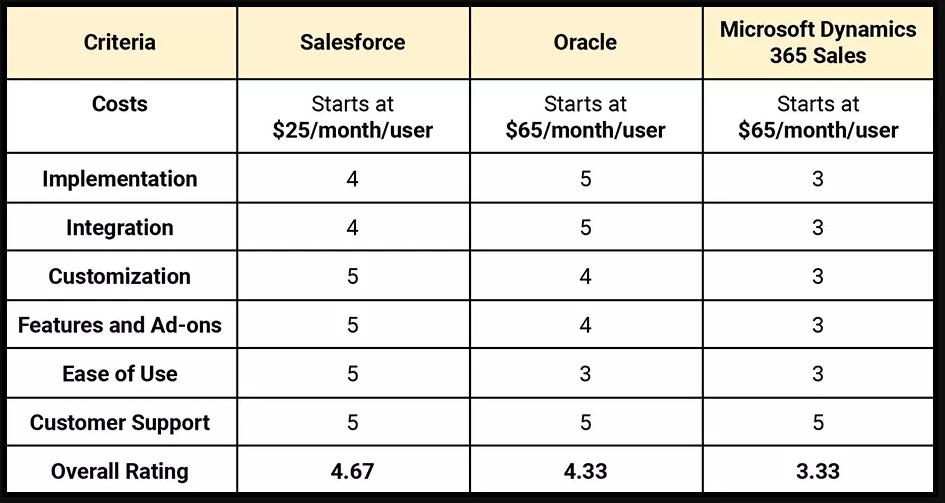 Criteria Salesforce Oracle Microsoft Dynamics
365 Sales
Costs Starts at Starts at Starts at
$25/month/user $65/month/user $65/month/user
Implementation 4 5 3
Integration 4 5 3
Customization 5 4 3
Features and Ad-ons 5 4 3
Ease of Use 5 3 3
Customer Support 5 5 5
Overall Rating 4.67 4.33 3.33